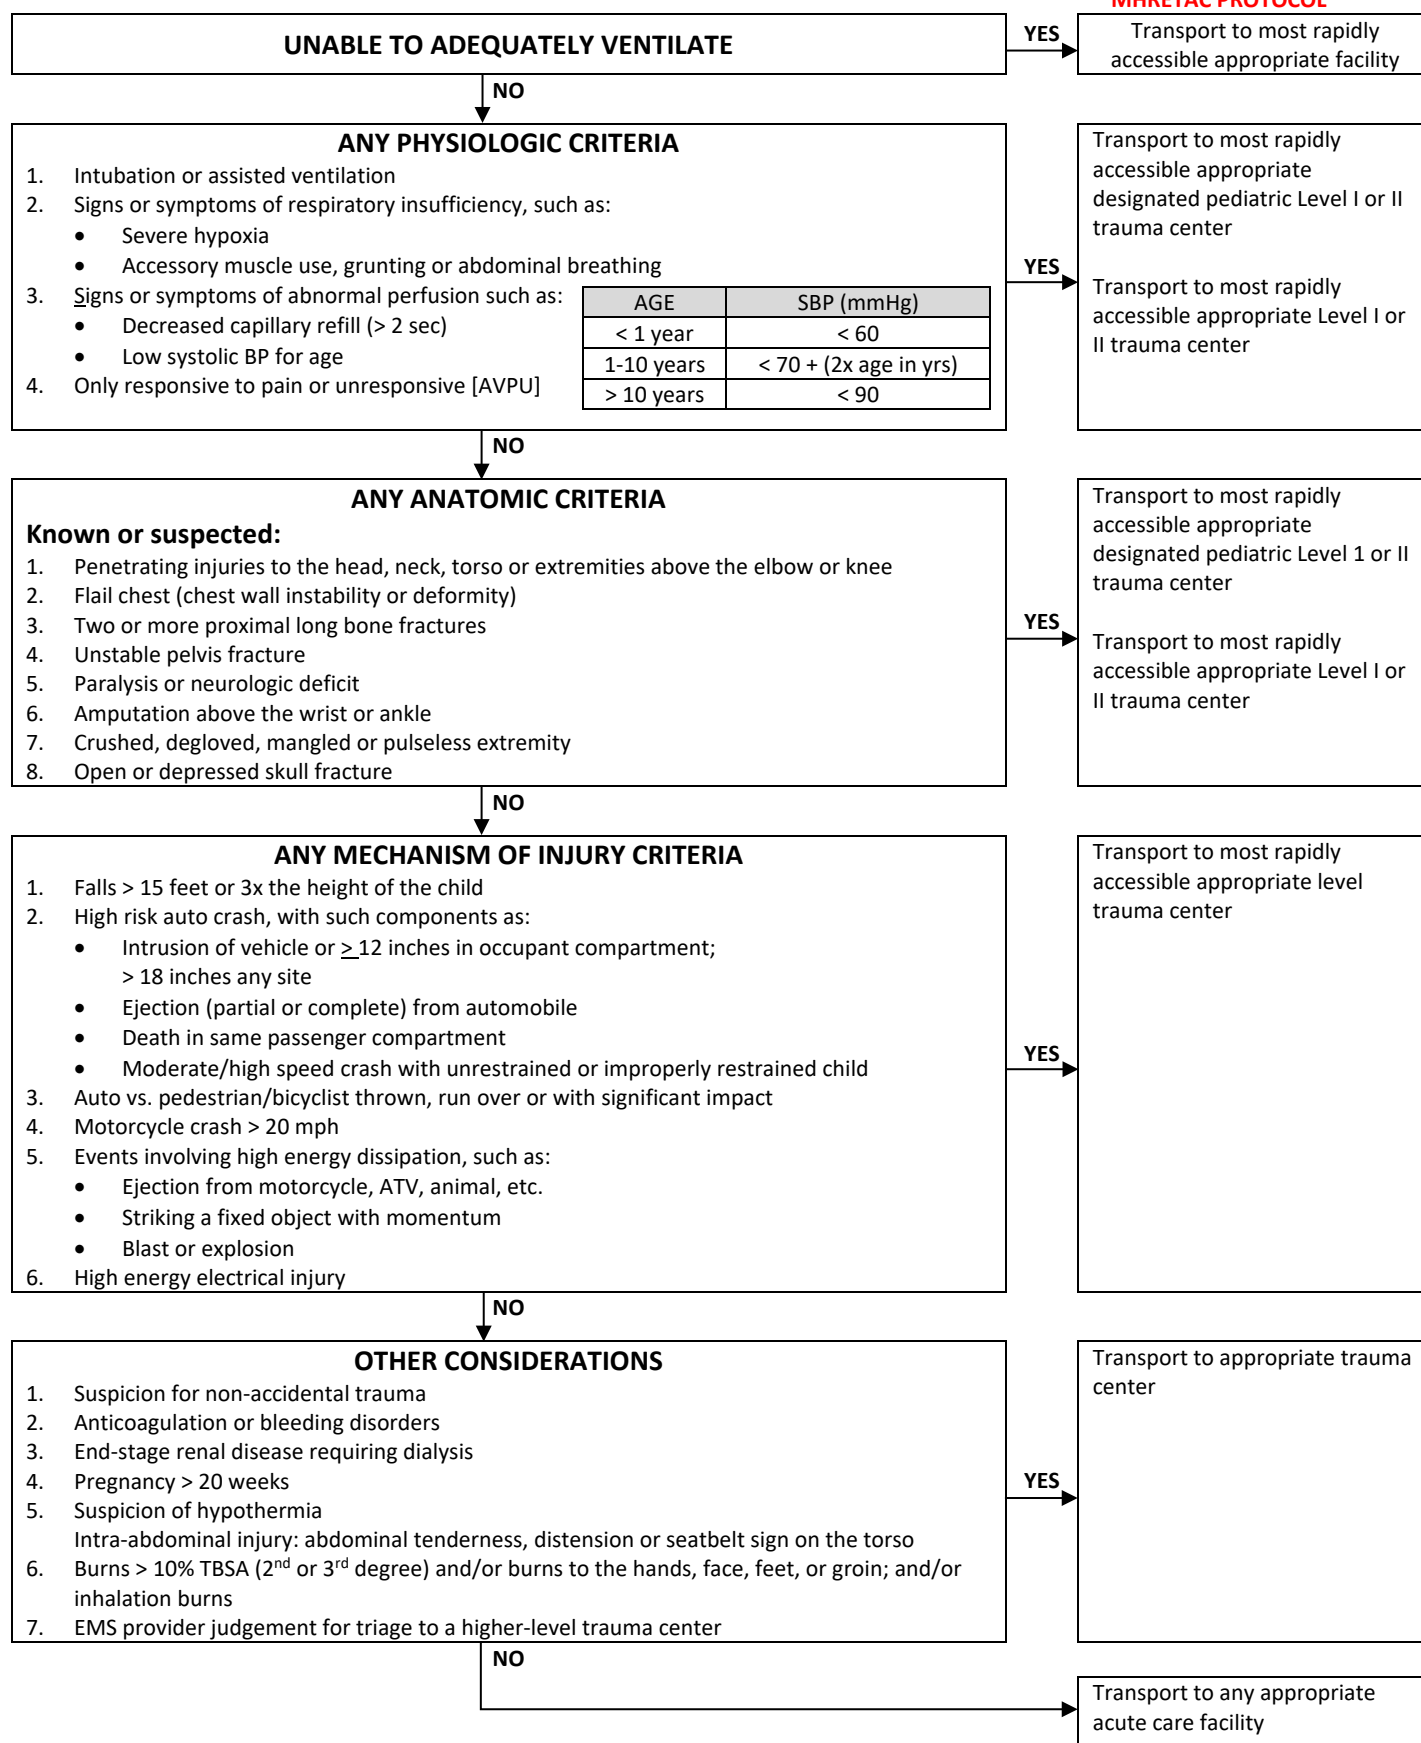 MHRETAC PROTOCOL
UNABLE TO ADEQUATELY VENTILATE
YES
Transport to most rapidly
accessible appropriate facility
NO
ANY PHYSIOLOGIC CRITERIA
1. Intubation or assisted ventilation
2. Signs or symptoms of respiratory insufficiency, such as:
• Severe hypoxia
• Accessory muscle use, grunting or abdominal breathing
3. Signs or symptoms of abnormal perfusion such as:
• Decreased capillary refill (> 2 sec)
• Low systolic BP for age
4. Only responsive to pain or unresponsive [AVPU]
AGE SBP (mmHg)
< 1 year < 60
1-10 years < 70 + (2x age in yrs)
> 10 years < 90
YES
Transport to most rapidly
accessible appropriate
designated pediatric Level I or II
trauma center
Transport to most rapidly
accessible appropriate Level I or
II trauma center
NO
ANY ANATOMIC CRITERIA
Known or suspected:
1. Penetrating injuries to the head, neck, torso or extremities above the elbow or knee
2. Flail chest (chest wall instability or deformity)
3. Two or more proximal long bone fractures
4. Unstable pelvis fracture
5. Paralysis or neurologic deficit
6. Amputation above the wrist or ankle
7. Crushed, degloved, mangled or pulseless extremity
8. Open or depressed skull fracture
YES
Transport to most rapidly
accessible appropriate
designated pediatric Level 1 or II
trauma center
Transport to most rapidly
accessible appropriate Level I or
II trauma center
NO
ANY MECHANISM OF INJURY CRITERIA
1. Falls > 15 feet or 3x the height of the child
2. High risk auto crash, with such components as:
• Intrusion of vehicle or > 12 inches in occupant compartment;
> 18 inches any site
• Ejection (partial or complete) from automobile
• Death in same passenger compartment
• Moderate/high speed crash with unrestrained or improperly restrained child
3. Auto vs. pedestrian/bicyclist thrown, run over or with significant impact
4. Motorcycle crash > 20 mph
5. Events involving high energy dissipation, such as:
• Ejection from motorcycle, ATV, animal, etc.
• Striking a fixed object with momentum
• Blast or explosion
6. High energy electrical injury
YES
Transport to most rapidly
accessible appropriate level
trauma center
NO
OTHER CONSIDERATIONS
1. Suspicion for non-accidental trauma
2. Anticoagulation or bleeding disorders
3. End-stage renal disease requiring dialysis
4. Pregnancy > 20 weeks
5. Suspicion of hypothermia
Intra-abdominal injury: abdominal tenderness, distension or seatbelt sign on the torso
6. Burns > 10% TBSA (2nd or 3rd degree) and/or burns to the hands, face, feet, or groin; and/or
inhalation burns
7. EMS provider judgement for triage to a higher-level trauma center
YES
Transport to appropriate trauma
center
NO
Transport to any appropriate
acute care facility